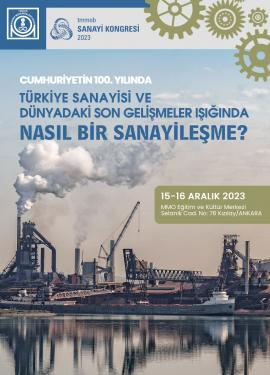 tmmob
SANAYİ KONGRESİ
2023
CUMHURİYETİN 100. YILINDA
TÜRKİYE SANAYİSİ VE
DÜNYADAKİ SON GELİŞMELER IŞIĞINDA
NASIL BİR SANAYİLEŞME?
15-16 ARALIK 2023
MMO Eğitim ve Kültür Merkezi
Selanik Cad. No: 76 Kızılay/ANKARA